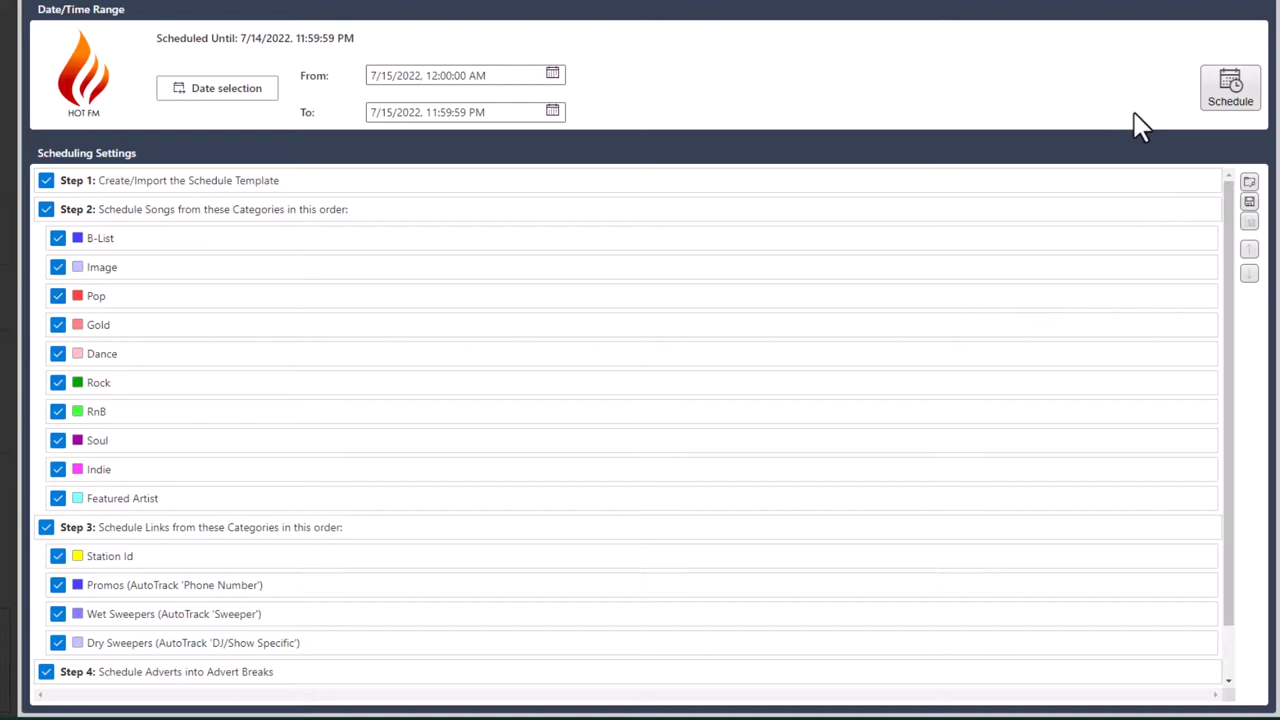 Date/Time Range
Scheduled Until: 7/14/2022, 11:59:59 PM
Date selection
From: 7/15/2022, 12:00:00 AM
To: 7/15/2022, 11:59:59 PM
HOT FM
Schedule
Scheduling Settings
Step 1: Create/Import the Schedule Template
Step 2: Schedule Songs from these Categories in this order:
B-List
Image
Pop
Gold
Dance
Rock
RnB
Soul
Indie
Featured Artist
Step 3: Schedule Links from these Categories in this order:
Station Id
Promos (AutoTrack 'Phone Number')
Wet Sweepers (AutoTrack 'Sweeper')
Dry Sweepers (AutoTrack 'DJ/Show Specific')
Step 4: Schedule Adverts into Advert Breaks